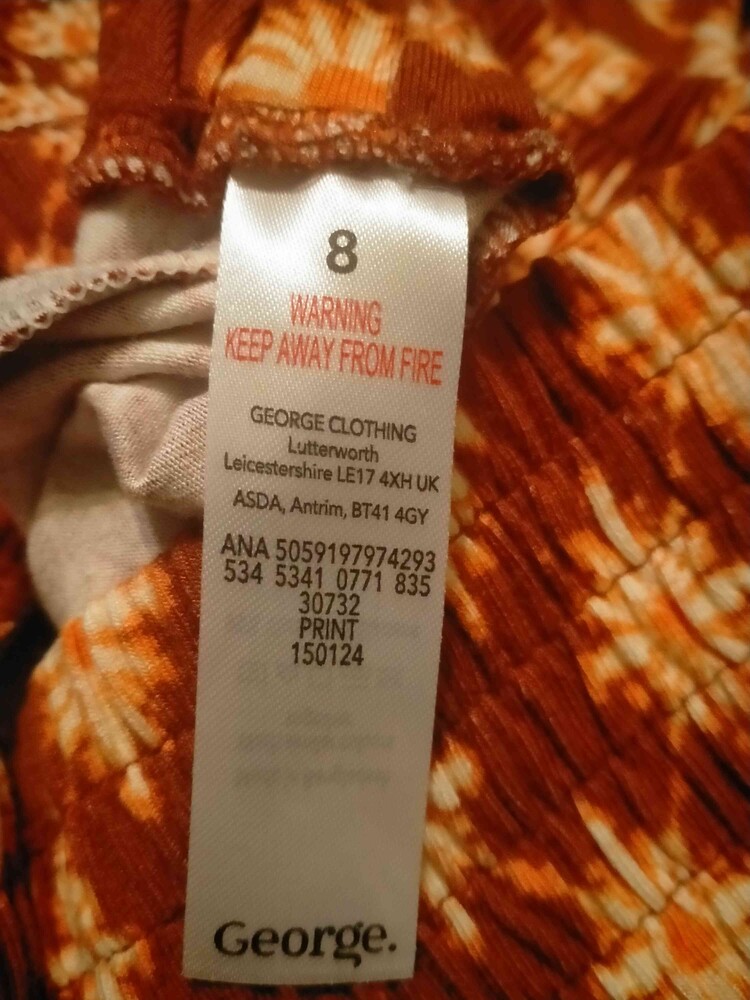 8
WARNING
KEEP AWAY FROM FIRE
GEORGE CLOTHING
Lutterworth
Leicestershire LE17 4XH UK
ASDA, Antrim, BT41 4GY
ANA 5059197974293
534 5341 0771 835
30732
PRINT
150124
George.